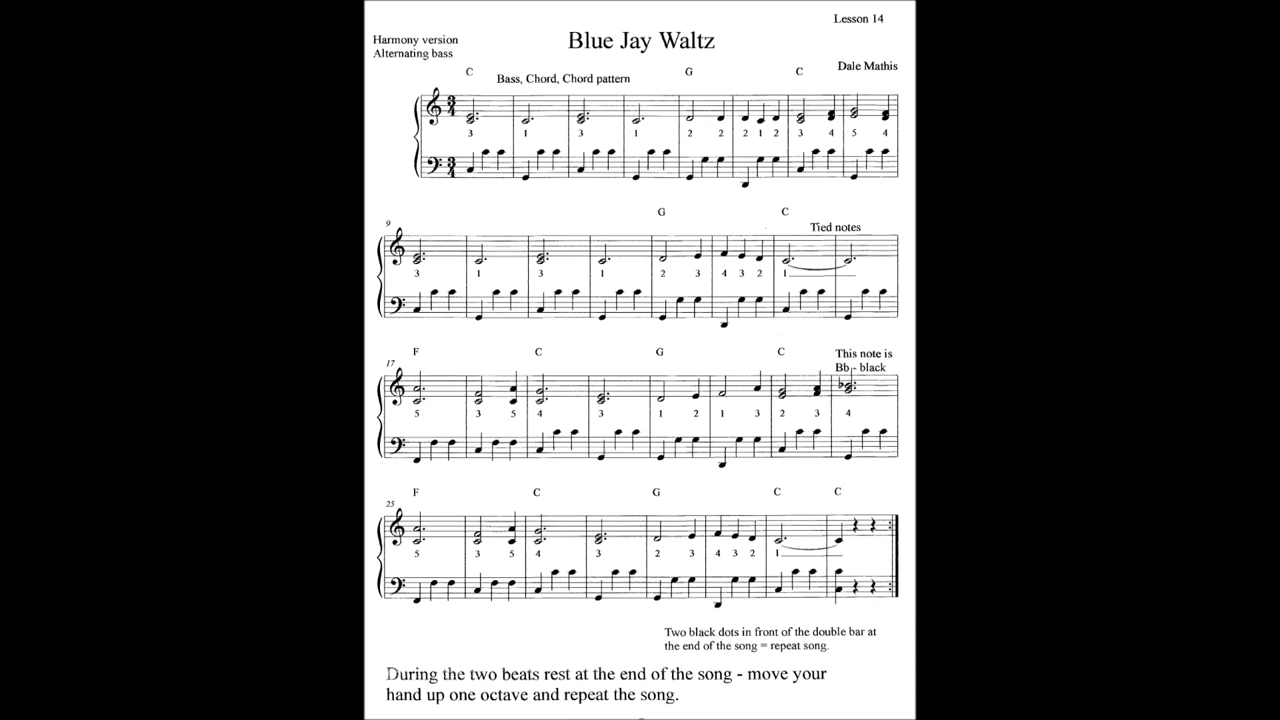 Lesson 14
Blue Jay Waltz
Harmony version
Alternating bass
Dale Mathis
C G C
Bass, Chord, Chord pattern
3 1 3 1 2 2 2 1 2 3 4 5 4
G C
9
Tied notes
3 1 3 1 2 3 4 3 2 1
F C G C
17
This note is
Bb - black
5 3 5 4 3 1 2 1 3 2 3 4
F C G C C
25
5 3 5 4 3 2 3 4 3 2 1
Two black dots in front of the double bar at
the end of the song = repeat song.
During the two beats rest at the end of the song - move your
hand up one octave and repeat the song.